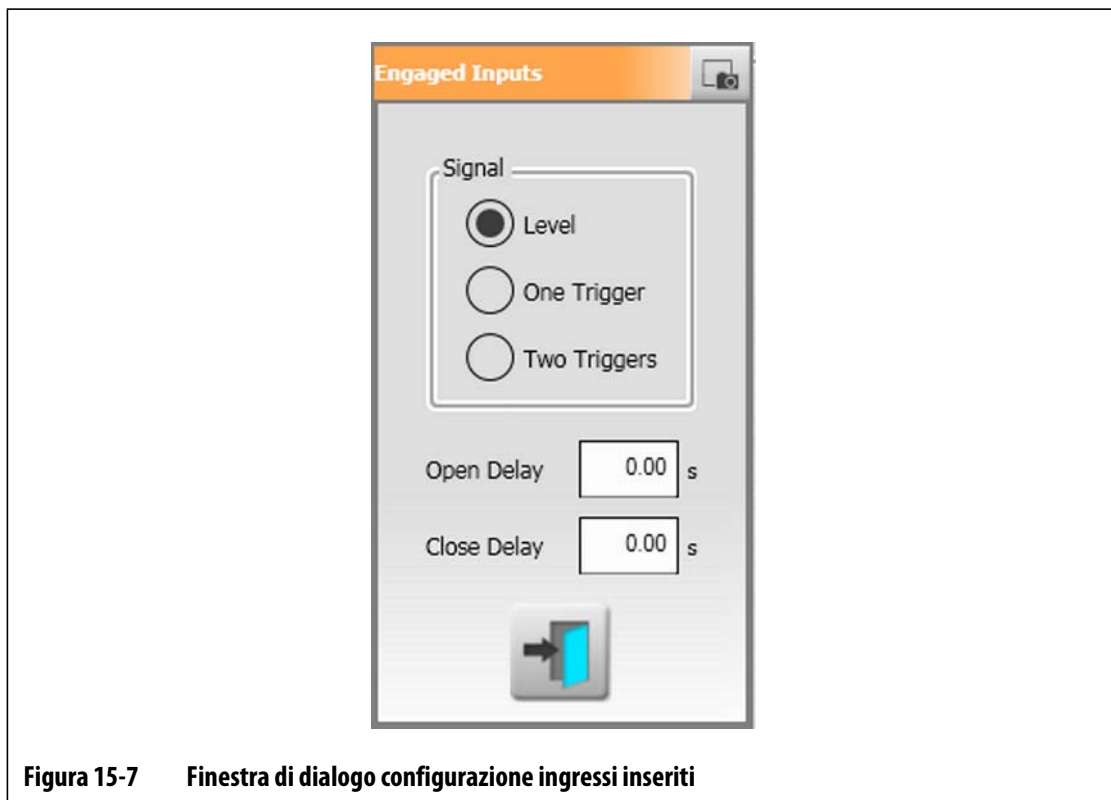 Engaged Inputs
Signal
Level
One Trigger
Two Triggers
Open Delay 0.00 s
Close Delay 0.00 s
Figura 15-7 Finestra di dialogo configurazione ingressi inseriti